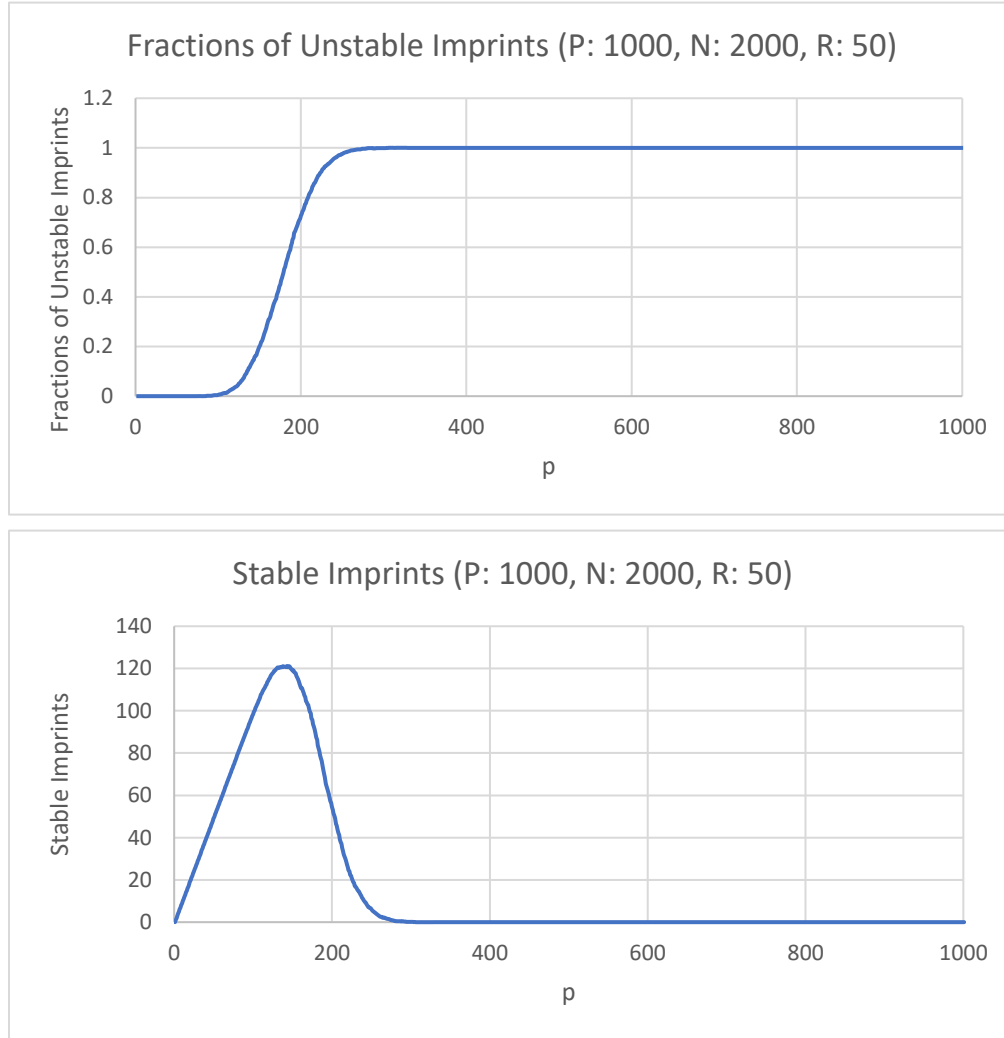 Fractions of Unstable Imprints (P: 1000, N: 2000, R: 50)
Fractions of Unstable Imprints
1.2
1
0.8
0.6
0.4
0.2
0
0 200 400 600 800 1000
p
Stable Imprints (P: 1000, N: 2000, R: 50)
Stable Imprints
140
120
100
80
60
40
20
0
0 200 400 600 800 1000
p